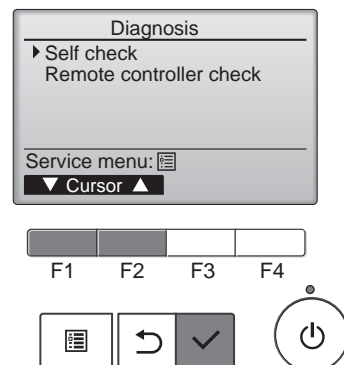 Diagnosis
Self check
Remote controller check
Service menu:
▼ Cursor ▲
F1 F2 F3 F4